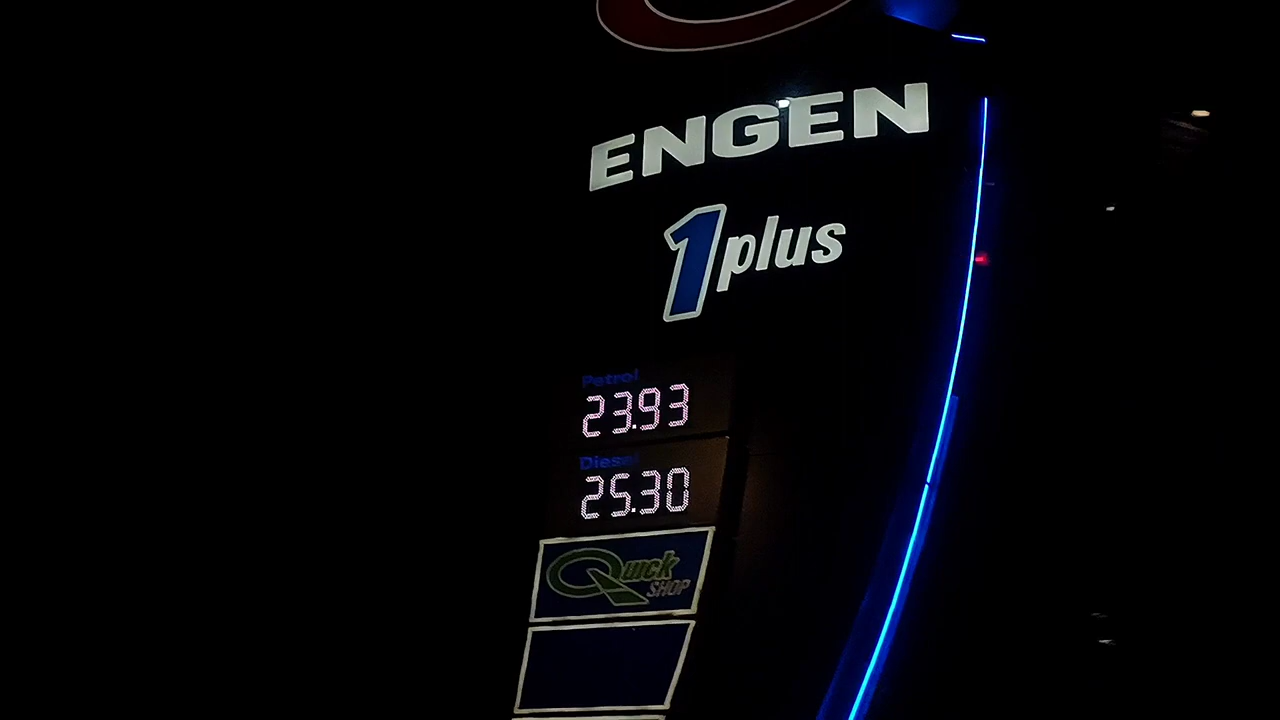 ENGEN
1plus
Petrol
23.93
Diesel
25.30
Quick
SHOP